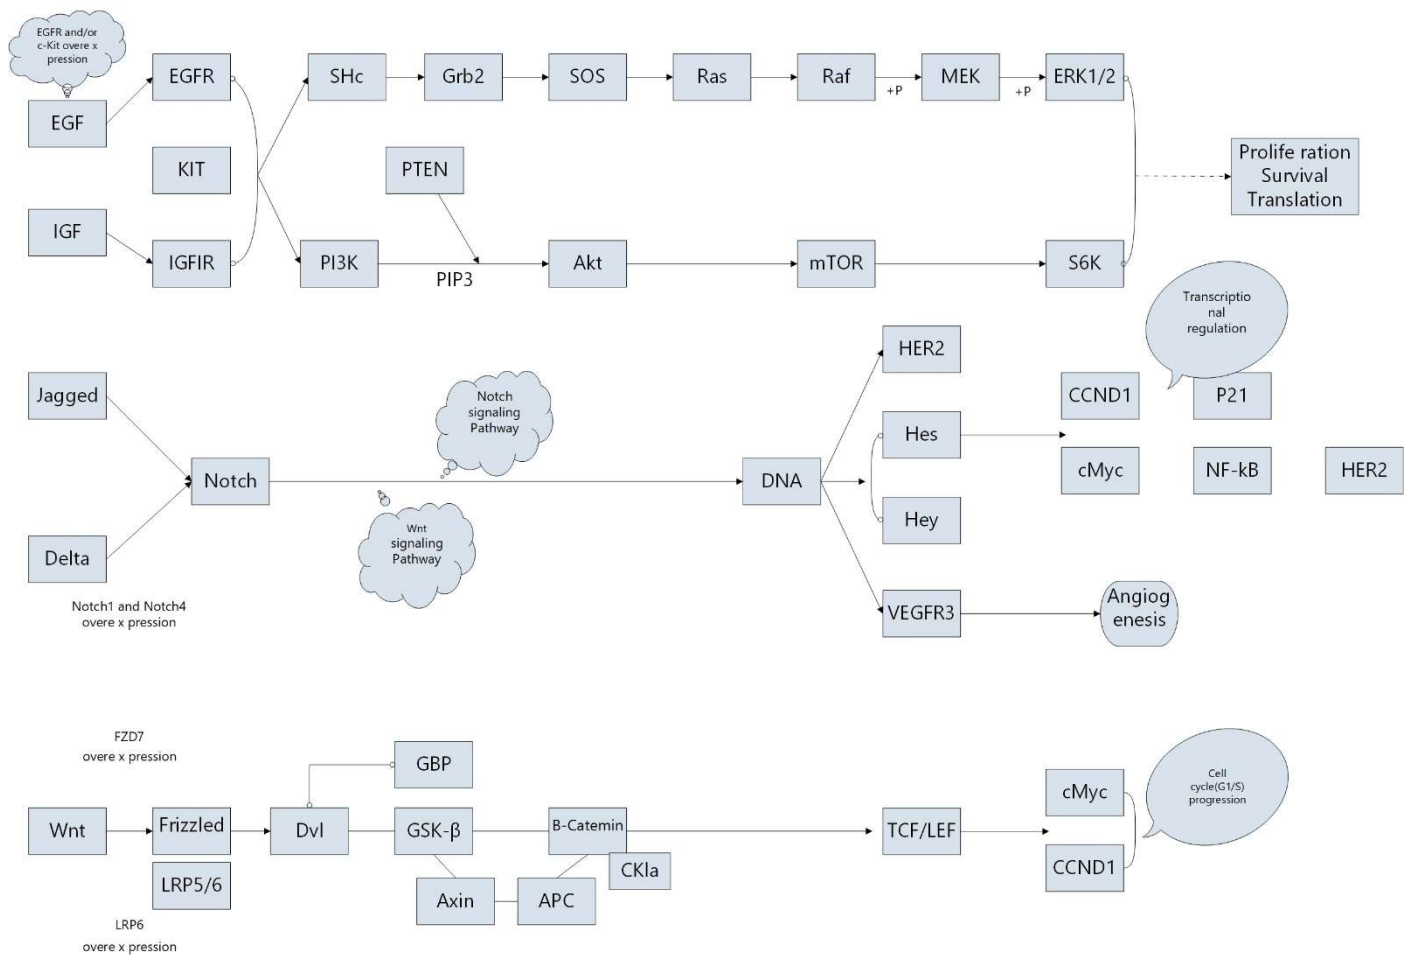 EGFR and/or
c-Kit overe x
pression
EGFR
SHc
Grb2
SOS
Ras
Raf
+P
MEK
+P
ERK1/2
EGF
KIT
PTEN
Prolife ration
Survival
Translation
IGF
IGFIR
PI3K
PIP3
Akt
mTOR
S6K
Transcriptio
nal
regulation
HER2
Jagged
Notch
signaling
Pathway
CCND1
P21
Hes
Notch
DNA
cMyc
NF-kB
HER2
Wnt
signaling
Pathway
Hey
Delta
Notch1 and Notch4
overe x pression
VEGFR3
Angiog
enesis
FZD7
overe x pression
GBP
cMyc
Cell
cycle(G1/S)
progression
Wnt
Frizzled
Dvl
GSK-β
B-Catemin
TCF/LEF
LRP5/6
CKla
CCND1
Axin
APC
LRP6
overe x pression